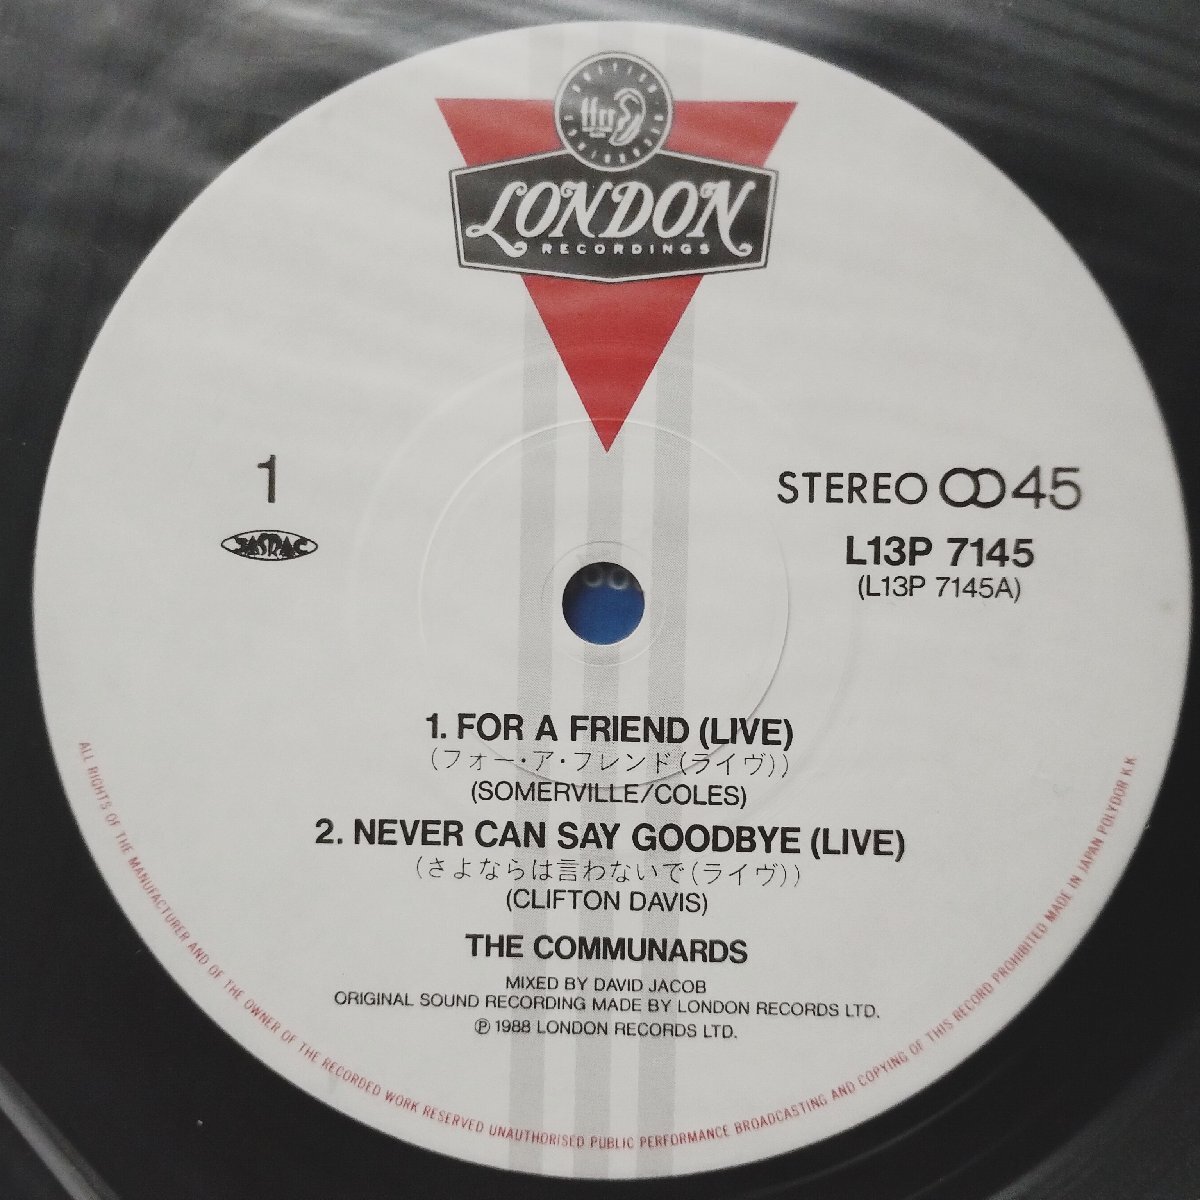 LONDON
RECORDINGS
1
JASRAC
STEREO 45
L13P 7145
(L13P 7145A)
1. FOR A FRIEND (LIVE)
(フォー・ア・フレンド(ライヴ))
(SOMERVILLE/COLES)
2. NEVER CAN SAY GOODBYE (LIVE)
(さよならは言わないで(ライヴ))
(CLIFTON DAVIS)
THE COMMUNARDS
MIXED BY DAVID JACOB
ORIGINAL SOUND RECORDING MADE BY LONDON RECORDS LTD.
℗ 1988 LONDON RECORDS LTD.
ALL RIGHTS OF THE MANUFACTURER AND OF THE OWNER OF THE RECORDED WORK RESERVED UNAUTHORISED PUBLIC PERFORMANCE BROADCASTING AND COPYING OF THIS RECORD PROHIBITED MADE IN JAPAN POLYDOR K.K